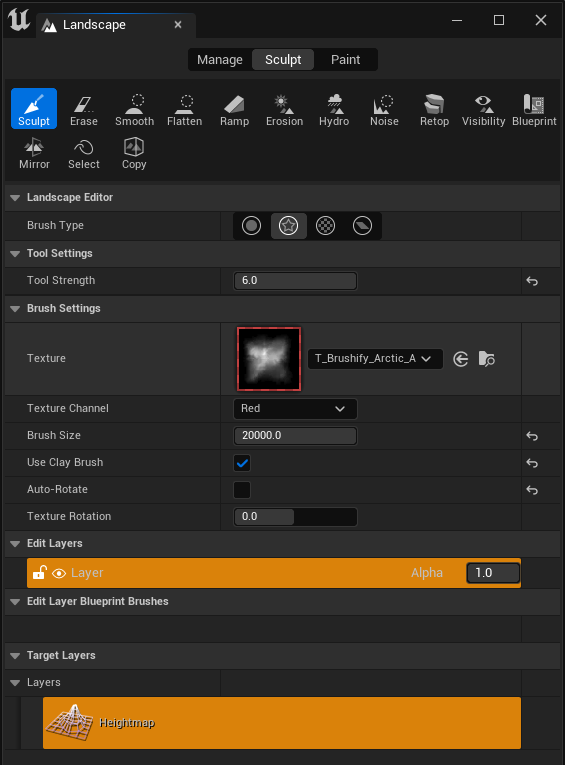 Landscape
Manage Sculpt Paint
Sculpt Erase Smooth Flatten Ramp Erosion Hydro Noise Retop Visibility Blueprint
Mirror Select Copy
Landscape Editor
Brush Type
Tool Settings
Tool Strength 6.0
Brush Settings
Texture T_Brushify_Arctic_A
Texture Channel Red
Brush Size 20000.0
Use Clay Brush
Auto-Rotate
Texture Rotation 0.0
Edit Layers
Layer Alpha 1.0
Edit Layer Blueprint Brushes
Target Layers
Layers
Heightmap